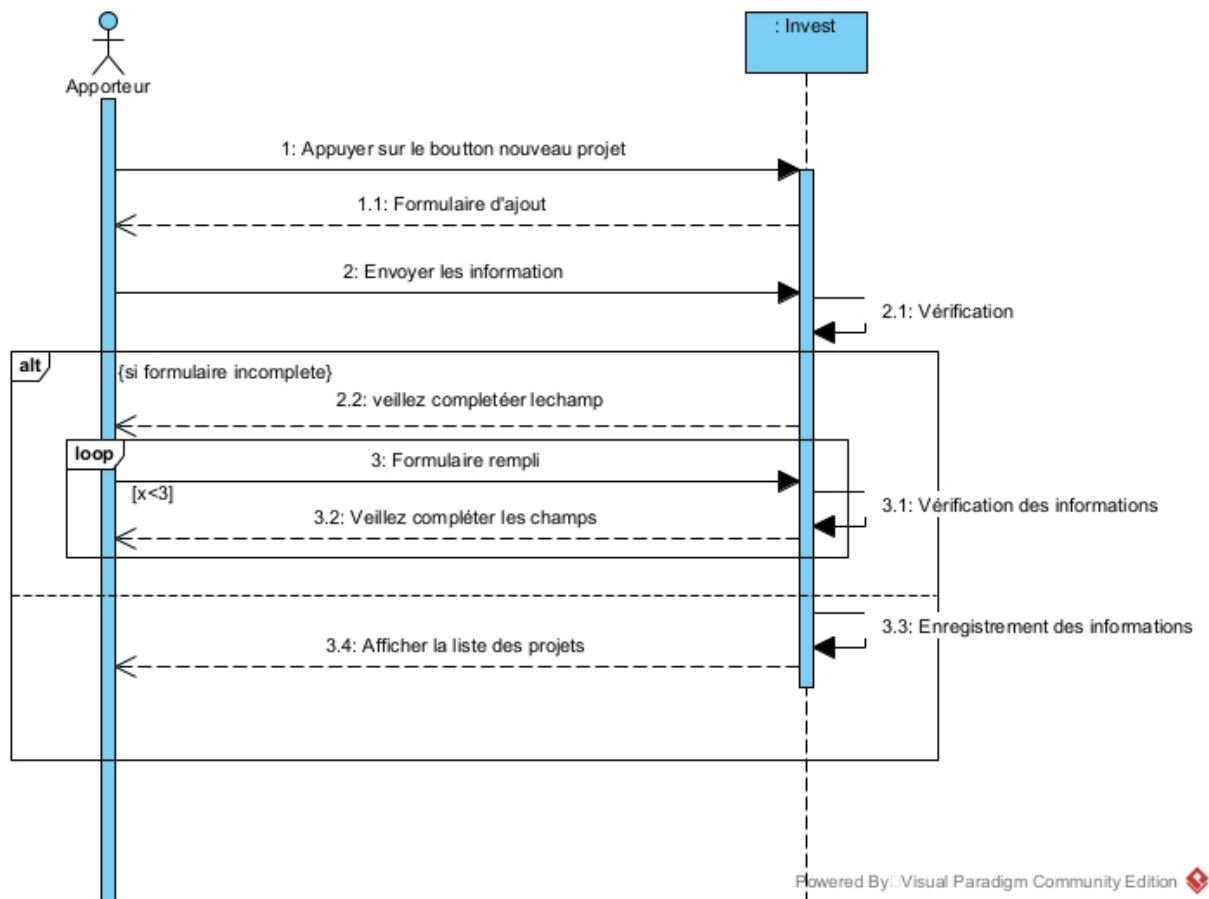 : Invest
Apporteur
1: Appuyer sur le boutton nouveau projet
1.1: Formulaire d'ajout
2: Envoyer les information
2.1: Vérification
alt
{si formulaire incomplete}
2.2: veillez completéer lechamp
loop
3: Formulaire rempli
[x<3]
3.1: Vérification des informations
3.2: Veillez compléter les champs
3.3: Enregistrement des informations
3.4: Afficher la liste des projets
Powered By□Visual Paradigm Community Edition